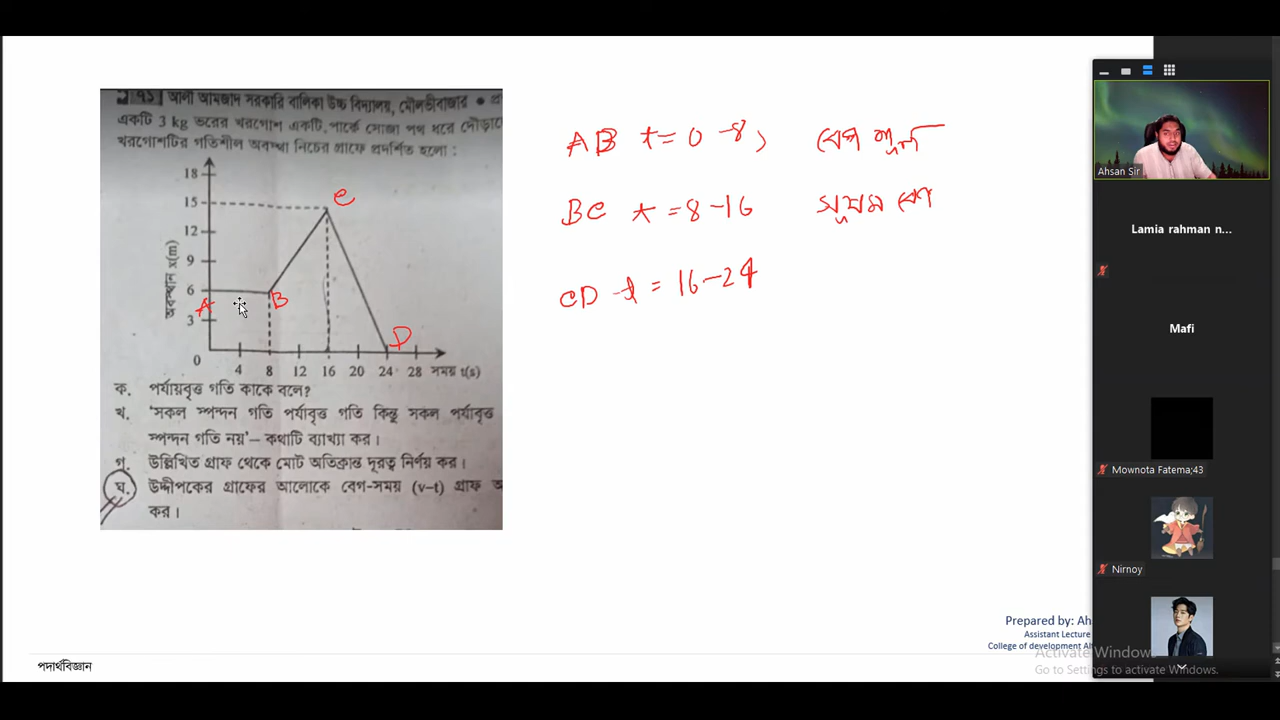 ৭১। আলী আমজাদ সরকারি বালিকা উচ্চ বিদ্যালয়, মৌলভীবাজার ●
একটি 3 kg ভরের খরগোশ একটি পার্কে সোজা পথ ধরে দৌড়াচ্ছে
খরগোশটির গতিশীল অবস্থা নিচের গ্রাফে প্রদর্শিত হলো :
18
15
12
9
6
3
0
অবস্থান x(m)
4 8 12 16 20 24 28 সময় t(s)
A B C D
ক. পর্যায়বৃত্ত গতি কাকে বলে?
খ. 'সকল স্পন্দন গতি পর্যাবৃত্ত গতি কিন্তু সকল পর্যাবৃত্ত
স্পন্দন গতি নয়'– কথাটি ব্যাখ্যা কর।
গ. উল্লিখিত গ্রাফ থেকে মোট অতিক্রান্ত দূরত্ব নির্ণয় কর।
ঘ. উদ্দীপকের গ্রাফের আলোকে বেগ-সময় (v–t) গ্রাফ
কর।
AB t = 0 - 8, বেগ শূন্য
BC t = 8 - 16 সুষম বেগ
CD t = 16 - 24
Ahsan Sir
Lamia rahman n...
Mafi
Mownota Fatema;43
Nirnoy
Prepared by: Ah
Assistant Lecture
College of development Al
Activate Windows
Go to Settings to activate Windows.
পদার্থবিজ্ঞান